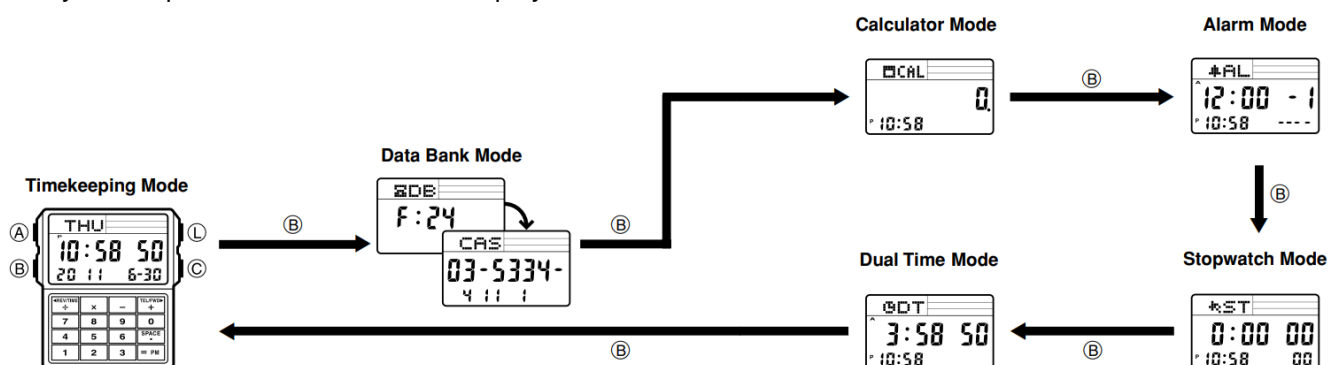 Calculator Mode
Alarm Mode
CAL
0.
P 10:58
B
AL
A
12:00 - 1
P 10:58 ----
Data Bank Mode
Timekeeping Mode
DB
F:24
CAS
03-5334-
4 11 1
B
B
B
A
B
L
C
THU
P
10:58 50
20 11 6-30
◄REV/TIME ÷ × − TEL/FWD► +
7 8 9 0
4 5 6 SPACE .
1 2 3 = PM
Dual Time Mode
Stopwatch Mode
DT
A
3:58 50
P 10:58
B
B
ST
0:00 00
P 10:58 00